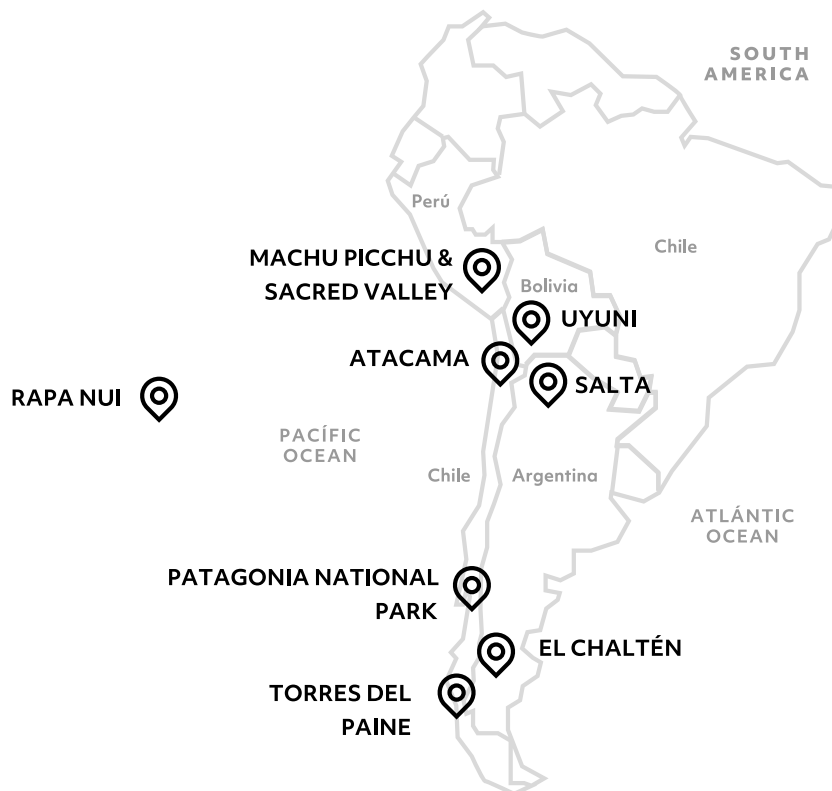 SOUTH
AMERICA
Perú
MACHU PICCHU &
SACRED VALLEY
Chile
Bolivia
UYUNI
ATACAMA
SALTA
RAPA NUI
PACÍFIC
OCEAN
Chile
Argentina
ATLÁNTIC
OCEAN
PATAGONIA NATIONAL
PARK
EL CHALTÉN
TORRES DEL
PAINE